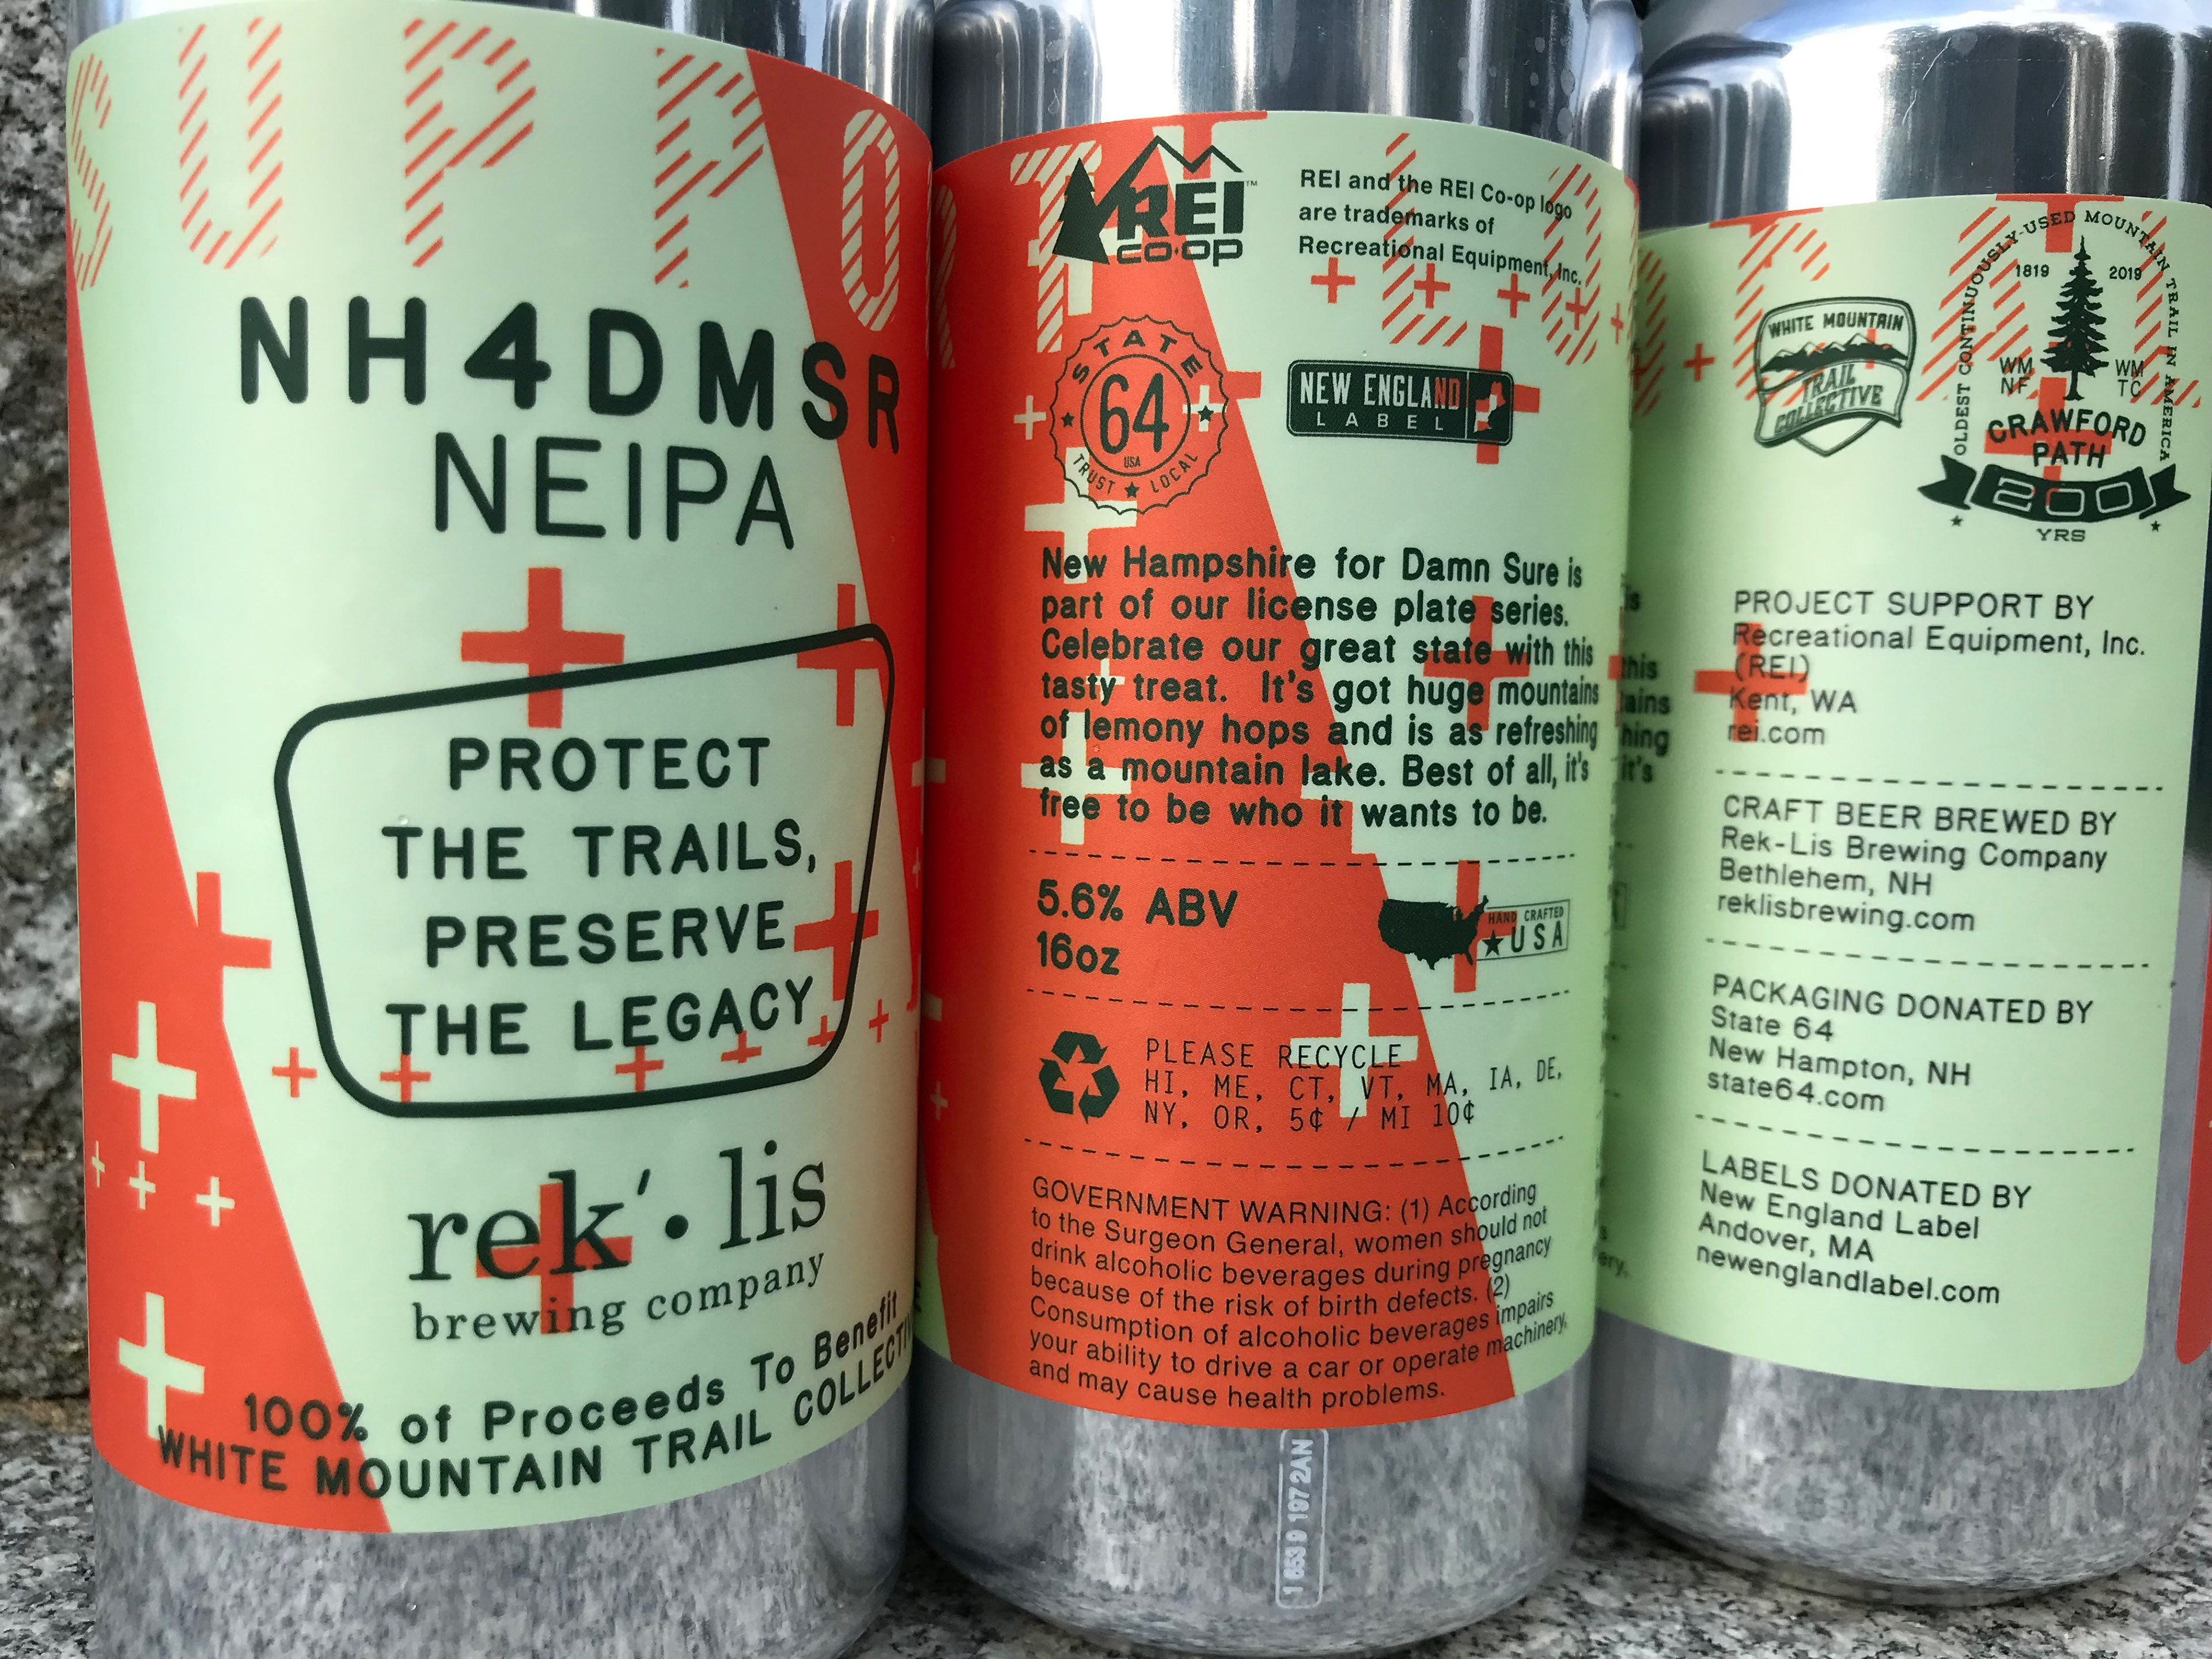 SUPPO
NH4DMSR
NEIPA
PROTECT
THE TRAILS,
PRESERVE
THE LEGACY
rek'·lis
brewing company
100% of Proceeds To Benefit
WHITE MOUNTAIN TRAIL
REI
CO·OP
REI and the REI Co-op logo
are trademarks of
Recreational Equipment, Inc.
STATE
64
USA
TRUST ★ LOCAL
NEW ENGLAND
LABEL
New Hampshire for Damn Sure is
part of our license plate series.
Celebrate our great state with this
tasty treat. It's got huge mountains
of lemony hops and is as refreshing
as a mountain lake. Best of all, it's
free to be who it wants to be.
5.6% ABV
16oz
HAND CRAFTED
★USA
PLEASE RECYCLE
HI, ME, CT, VT, MA, IA, DE,
NY, OR, 5¢ / MI 10¢
GOVERNMENT WARNING: (1) According
to the Surgeon General, women should not
drink alcoholic beverages during pregnancy
because of the risk of birth defects. (2)
Consumption of alcoholic beverages impairs
your ability to drive a car or operate machinery,
and may cause health problems.
WHITE MOUNTAIN
TRAIL
COLLECTIVE
OLDEST CONTINUOUSLY-USED MOUNTAIN TRAIL IN AMERICA
1819 2019
WM WM
NF TC
CRAWFORD
PATH
200
YRS
PROJECT SUPPORT BY
Recreational Equipment, Inc.
(REI)
Kent, WA
rei.com
CRAFT BEER BREWED BY
Rek-Lis Brewing Company
Bethlehem, NH
reklisbrewing.com
PACKAGING DONATED BY
State 64
New Hampton, NH
state64.com
LABELS DONATED BY
New England Label
Andover, MA
newenglandlabel.com